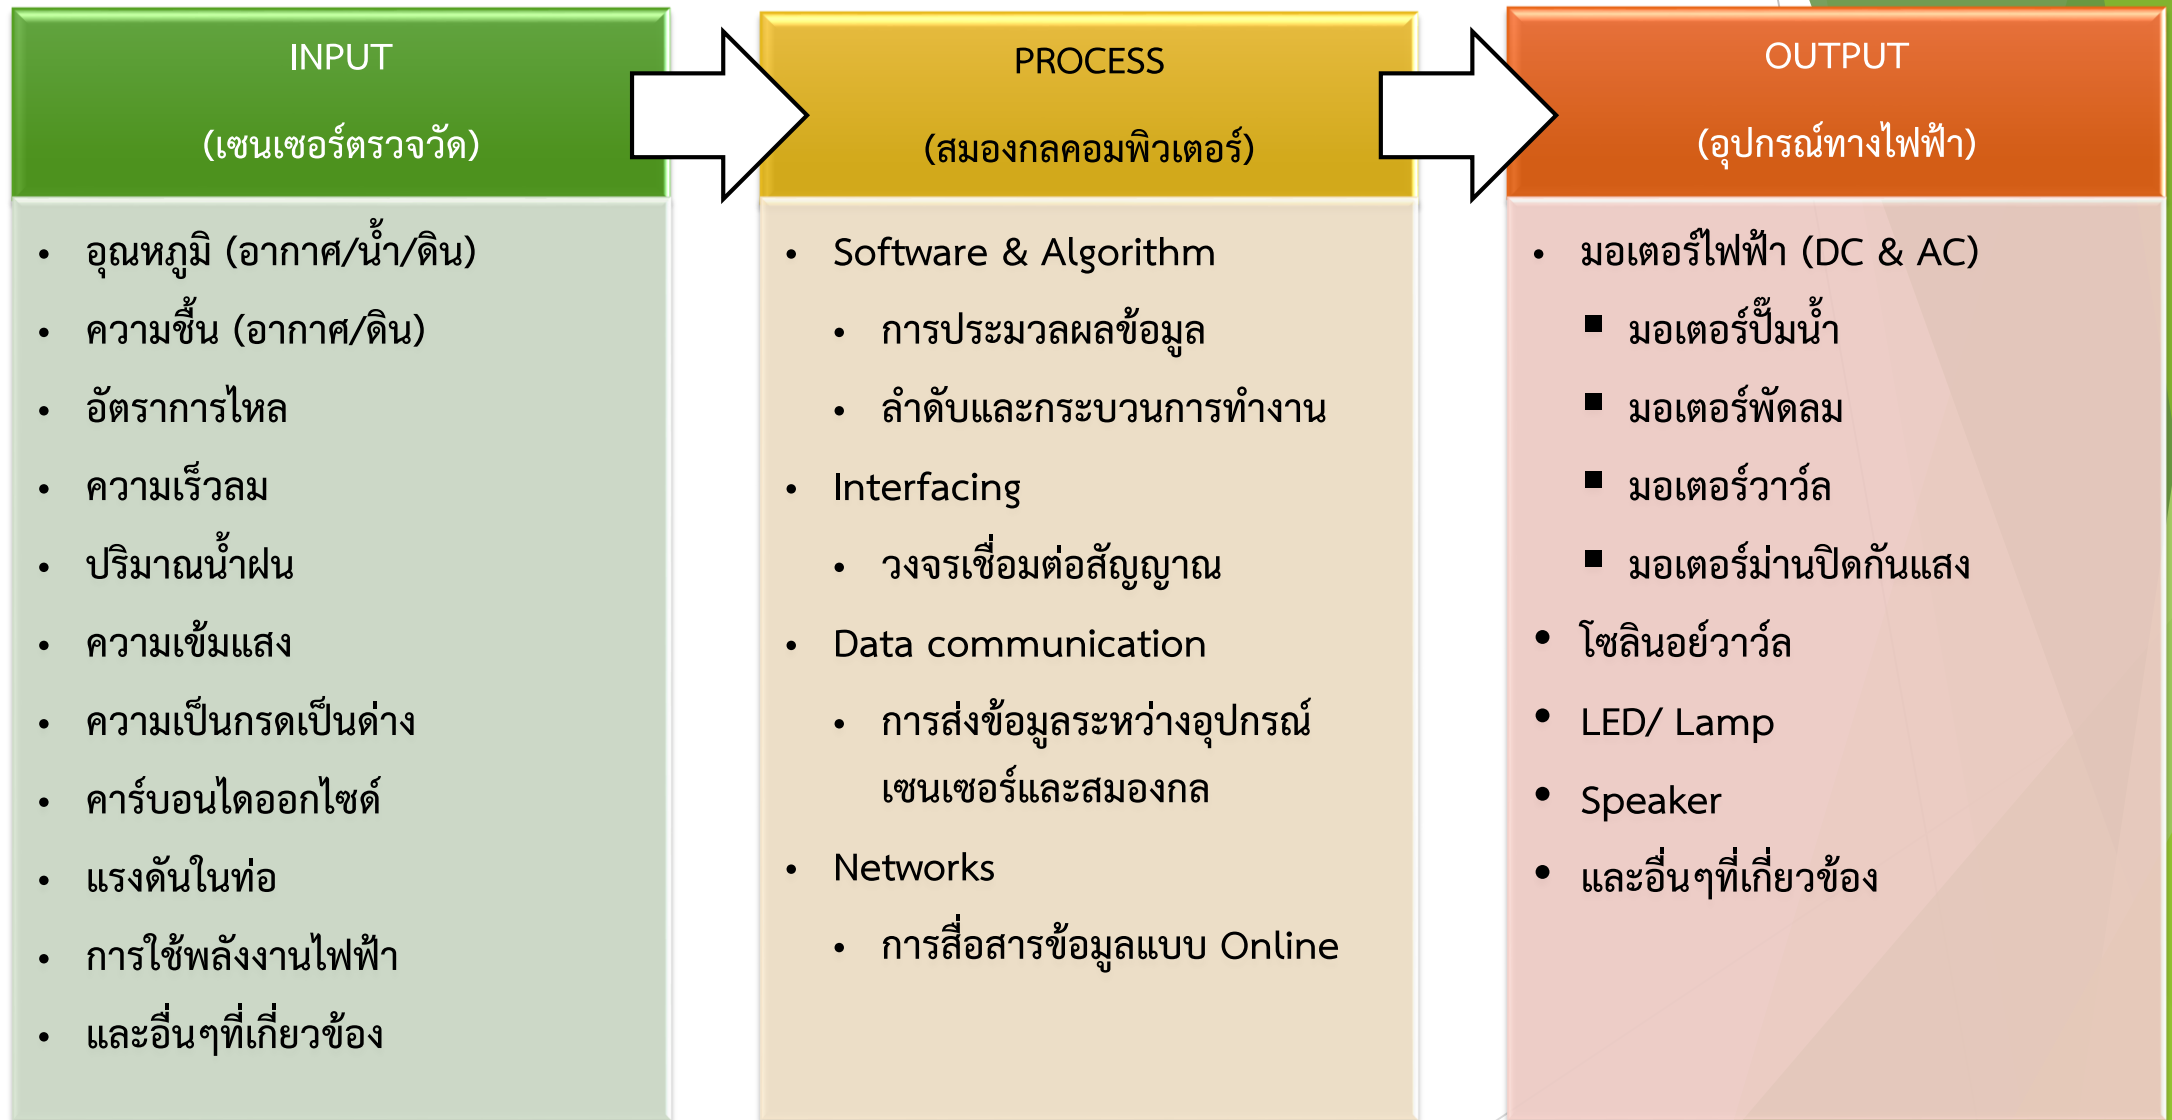 INPUT
(เซนเซอร์ตรวจวัด)
• อุณหภูมิ (อากาศ/น้ำ/ดิน)
• ความชื้น (อากาศ/ดิน)
• อัตราการไหล
• ความเร็วลม
• ปริมาณน้ำฝน
• ความเข้มแสง
• ความเป็นกรดเป็นด่าง
• คาร์บอนไดออกไซด์
• แรงดันในท่อ
• การใช้พลังงานไฟฟ้า
• และอื่นๆที่เกี่ยวข้อง
PROCESS
(สมองกลคอมพิวเตอร์)
• Software & Algorithm
• การประมวลผลข้อมูล
• ลำดับและกระบวนการทำงาน
• Interfacing
• วงจรเชื่อมต่อสัญญาณ
• Data communication
• การส่งข้อมูลระหว่างอุปกรณ์
เซนเซอร์และสมองกล
• Networks
• การสื่อสารข้อมูลแบบ Online
OUTPUT
(อุปกรณ์ทางไฟฟ้า)
• มอเตอร์ไฟฟ้า (DC & AC)
▪ มอเตอร์ปั๊มน้ำ
▪ มอเตอร์พัดลม
▪ มอเตอร์วาว์ล
▪ มอเตอร์ม่านปิดกันแสง
• โซลินอย์วาว์ล
• LED/ Lamp
• Speaker
• และอื่นๆที่เกี่ยวข้อง